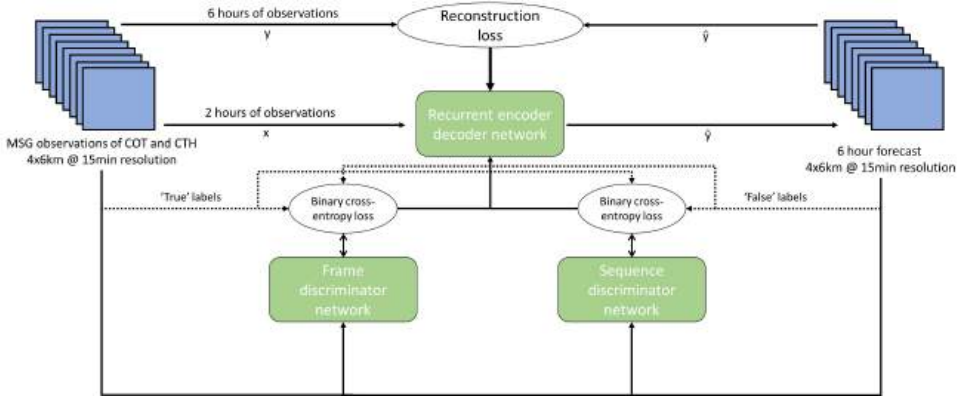 6 hours of observations
y
Reconstruction
loss
ŷ
2 hours of observations
x
Recurrent encoder
decoder network
ŷ
MSG observations of COT and CTH
4x6km @ 15min resolution
6 hour forecast
4x6km @ 15min resolution
'True' labels
Binary cross-
entropy loss
Binary cross-
entropy loss
'False' labels
Frame
discriminator
network
Sequence
discriminator
network